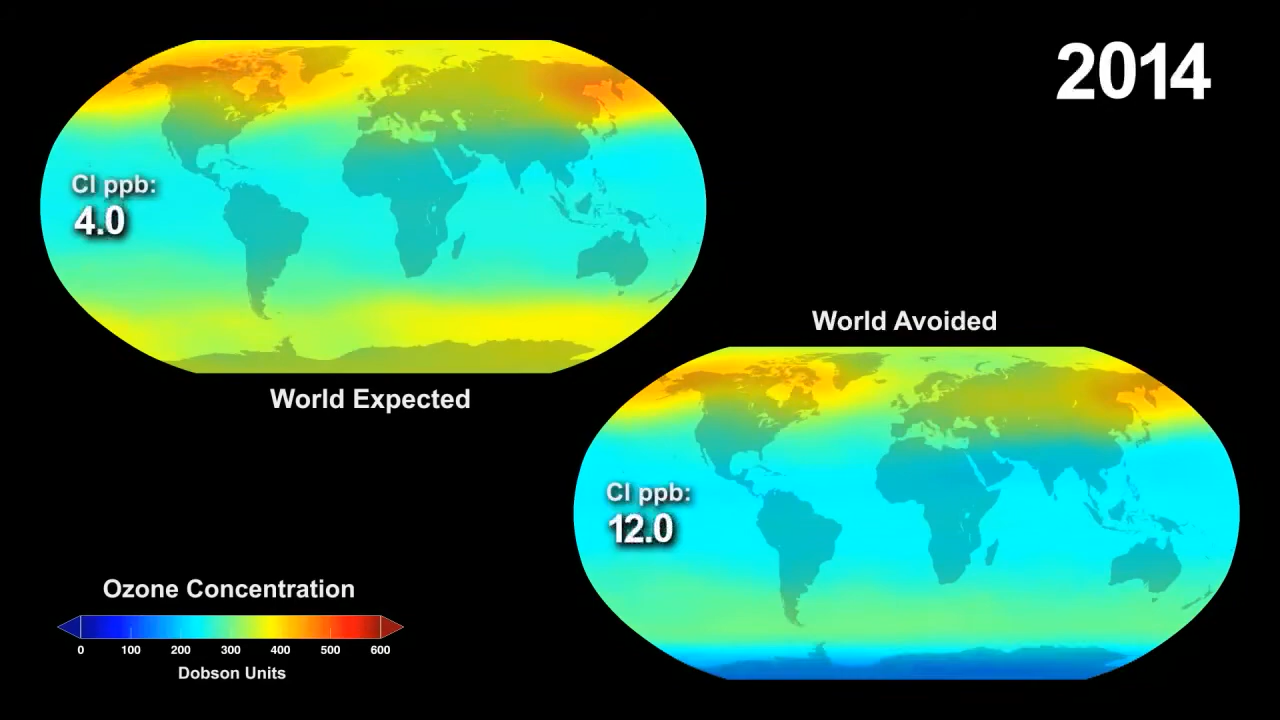 2014
Cl ppb:
4.0
World Expected
World Avoided
Cl ppb:
12.0
Ozone Concentration
0 100 200 300 400 500 600
Dobson Units